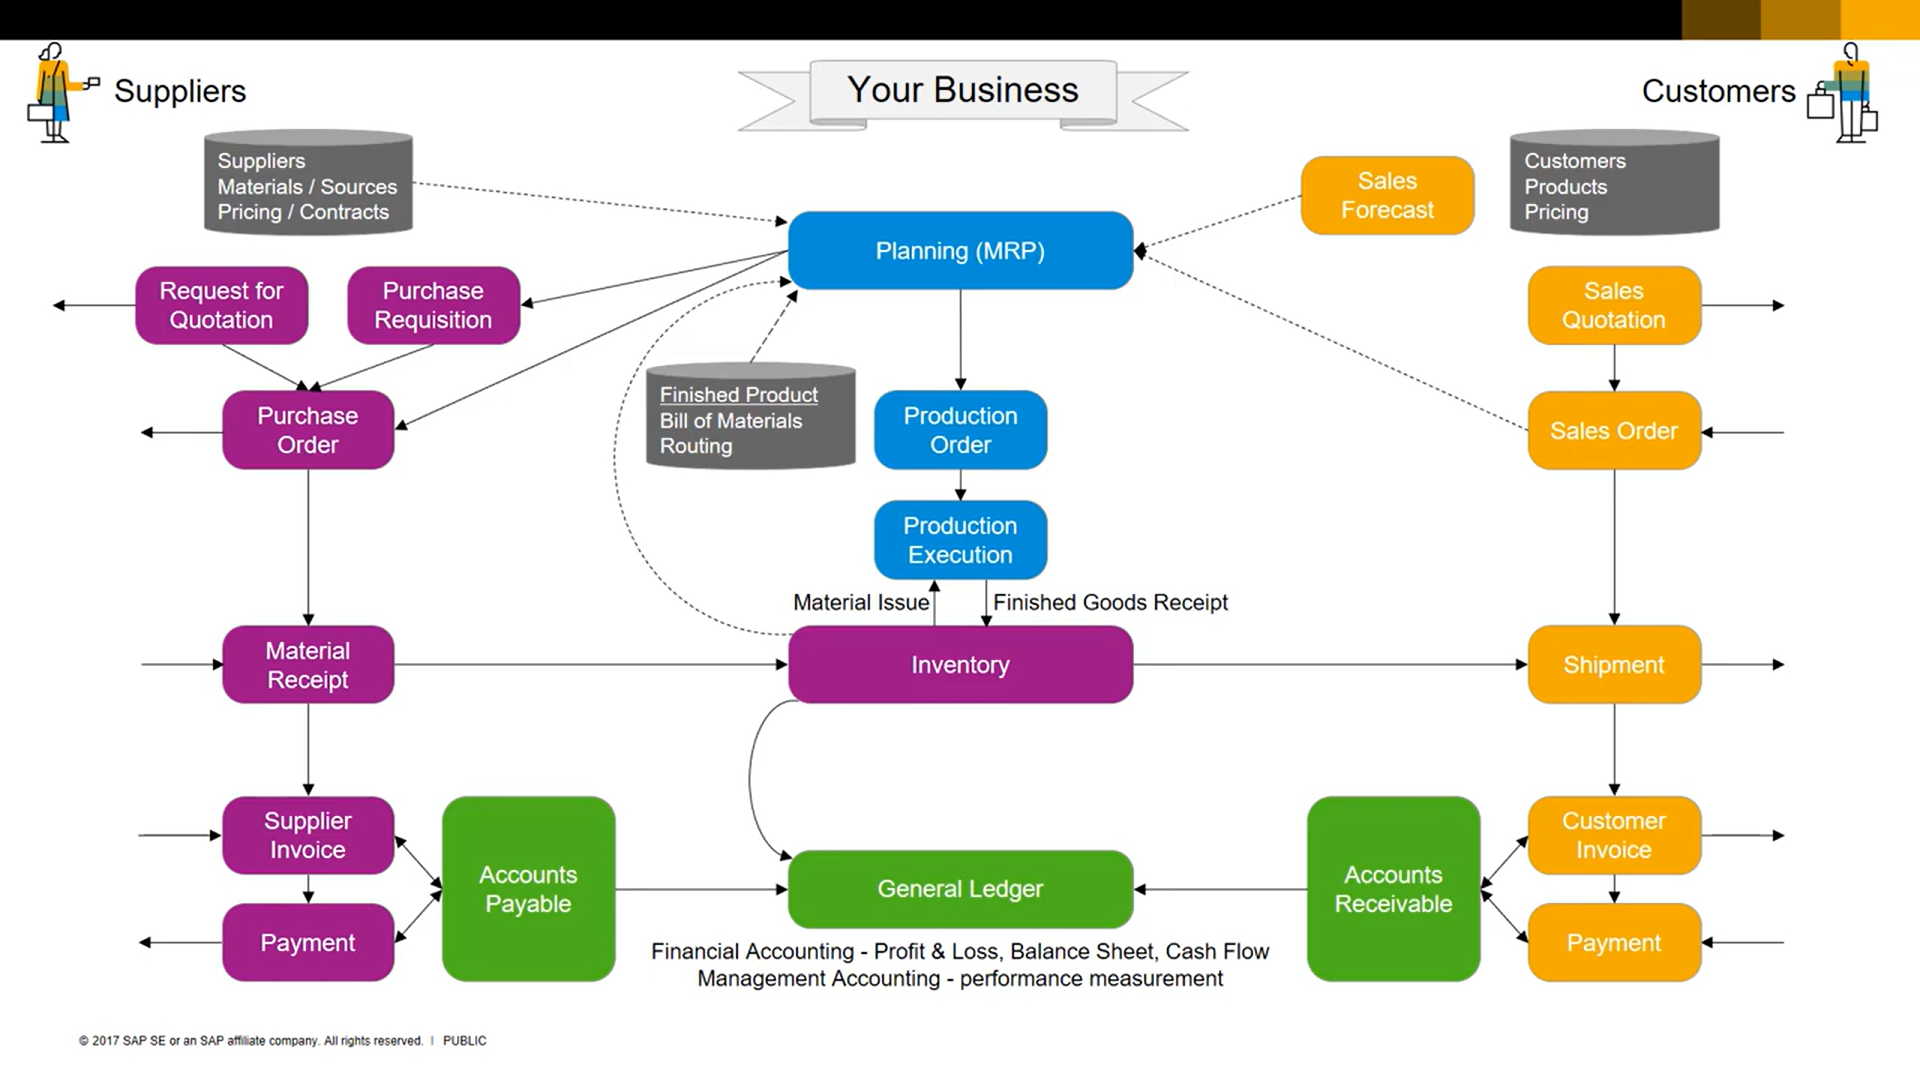 Suppliers
Your Business
Customers
Suppliers
Materials / Sources
Pricing / Contracts
Sales
Forecast
Customers
Products
Pricing
Planning (MRP)
Request for
Quotation
Purchase
Requisition
Sales
Quotation
Finished Product
Bill of Materials
Routing
Purchase
Order
Production
Order
Sales Order
Production
Execution
Material Issue
Finished Goods Receipt
Material
Receipt
Inventory
Shipment
Supplier
Invoice
Accounts
Payable
General Ledger
Accounts
Receivable
Customer
Invoice
Payment
Payment
Financial Accounting - Profit & Loss, Balance Sheet, Cash Flow
Management Accounting - performance measurement
© 2017 SAP SE or an SAP affiliate company. All rights reserved. I PUBLIC